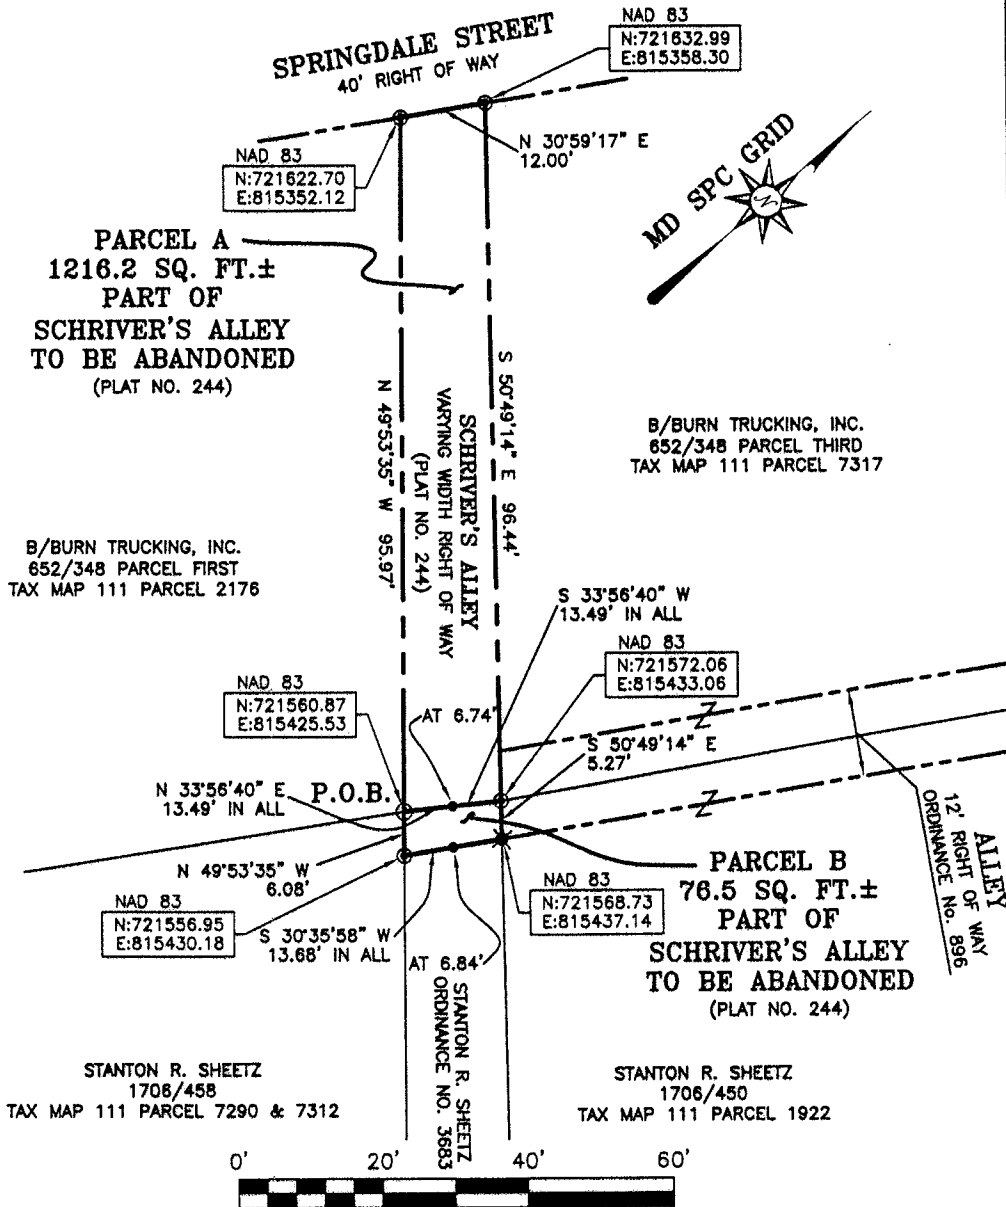 SPRINGDALE STREET
40' RIGHT OF WAY
NAD 83
N:721632.99
E:815358.30
N 30°59'17" E
12.00'
NAD 83
N:721622.70
E:815352.12
MD SPC GRID
N
PARCEL A
1216.2 SQ. FT.±
PART OF
SCHRIVER'S ALLEY
TO BE ABANDONED
(PLAT NO. 244)
N 49°53'35" W 95.97'
SCHRIVER'S ALLEY
VARYING WIDTH RIGHT OF WAY
(PLAT NO. 244)
S 50°49'14" E 96.44'
B/BURN TRUCKING, INC.
652/348 PARCEL THIRD
TAX MAP 111 PARCEL 7317
B/BURN TRUCKING, INC.
652/348 PARCEL FIRST
TAX MAP 111 PARCEL 2176
S 33°56'40" W
13.49' IN ALL
NAD 83
N:721572.06
E:815433.06
NAD 83
N:721560.87
E:815425.53
AT 6.74'
S 50°49'14" E
5.27'
Z
Z
N 33°56'40" E
13.49' IN ALL
P.O.B.
N 49°53'35" W
6.08'
NAD 83
N:721556.95
E:815430.18
S 30°35'58" W
13.68' IN ALL
AT 6.84'
NAD 83
N:721568.73
E:815437.14
PARCEL B
76.5 SQ. FT.±
PART OF
SCHRIVER'S ALLEY
TO BE ABANDONED
(PLAT NO. 244)
ALLEY
12' RIGHT OF WAY
ORDINANCE No. 896
STANTON R. SHEETZ
ORDINANCE NO. 3683
STANTON R. SHEETZ
1706/458
TAX MAP 111 PARCEL 7290 & 7312
STANTON R. SHEETZ
1706/450
TAX MAP 111 PARCEL 1922
0' 20' 40' 60'